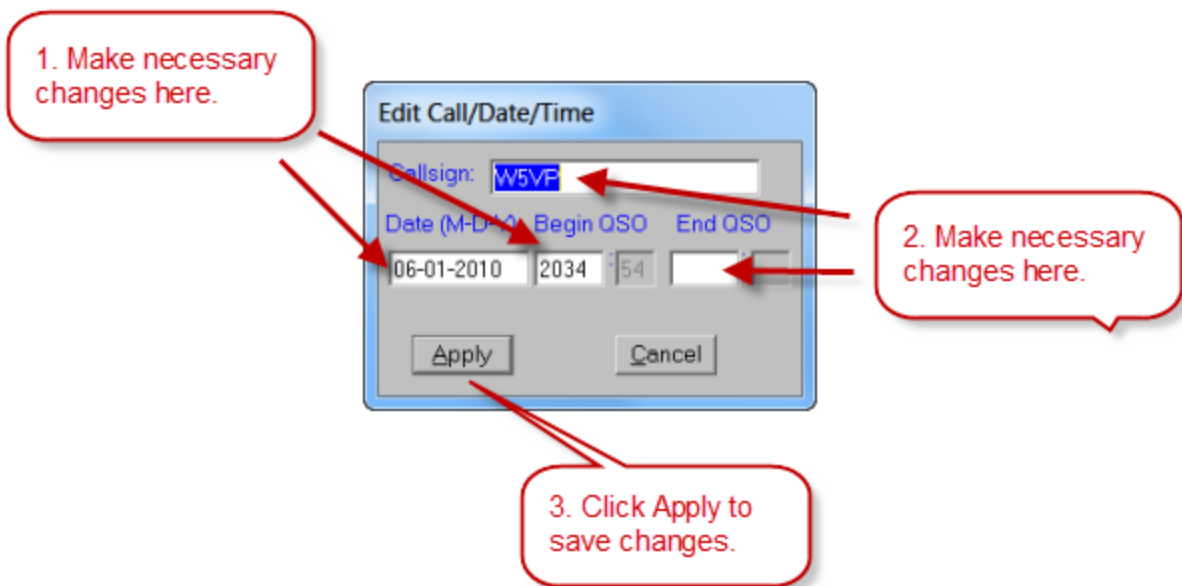 1. Make necessary
changes here.
Edit Call/Date/Time
Callsign: W5VP
Date (M-D-Y) Begin QSO End QSO
06-01-2010 2034 : 54 :
2. Make necessary
changes here.
Apply Cancel
3. Click Apply to
save changes.